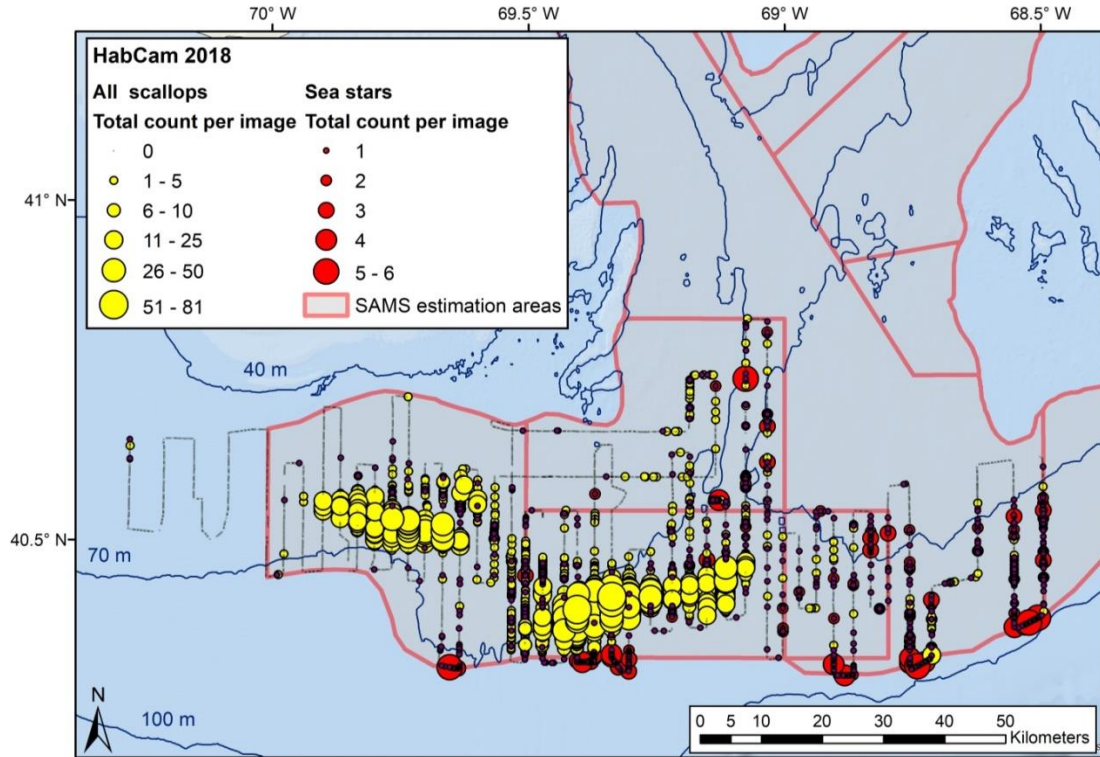 70° W 69.5° W 69° W 68.5° W
HabCam 2018
All scallops Sea stars
Total count per image Total count per image
0 1
1 - 5 2
6 - 10 3
11 - 25 4
26 - 50 5 - 6
51 - 81 SAMS estimation areas
41° N
40 m
40.5° N
70 m
N
100 m
0 5 10 20 30 40 50
Kilometers